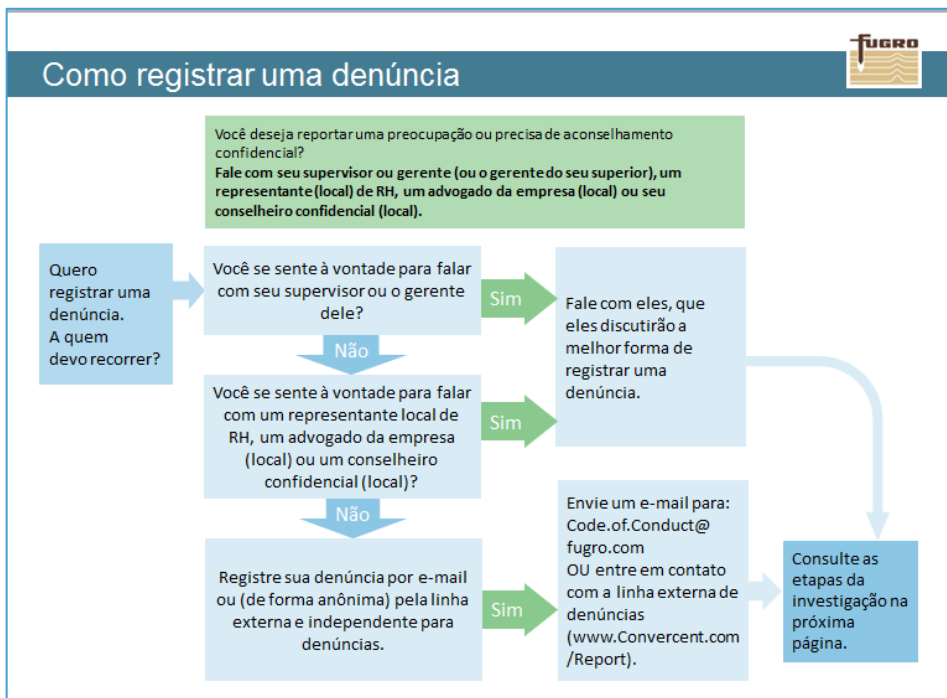 FUGRO
Como registrar uma denúncia
Você deseja reportar uma preocupação ou precisa de aconselhamento
confidencial?
Fale com seu supervisor ou gerente (ou o gerente do seu superior), um
representante (local) de RH, um advogado da empresa (local) ou seu
conselheiro confidencial (local).
Quero
registrar uma
denúncia.
A quem
devo recorrer?
Você se sente à vontade para falar
com seu supervisor ou o gerente
dele?
Sim
Fale com eles, que
eles discutirão a
melhor forma de
registrar uma
denúncia.
Não
Você se sente à vontade para falar
com um representante local de
RH, um advogado da empresa
(local) ou um conselheiro
confidencial (local)?
Sim
Não
Registre sua denúncia por e-mail
ou (de forma anônima) pela linha
externa e independente para
denúncias.
Sim
Envie um e-mail para:
Code.of.Conduct@
fugro.com
OU entre em contato
com a linha externa de
denúncias
(www.Convercent.com
/Report).
Consulte as
etapas da
investigação na
próxima
página.